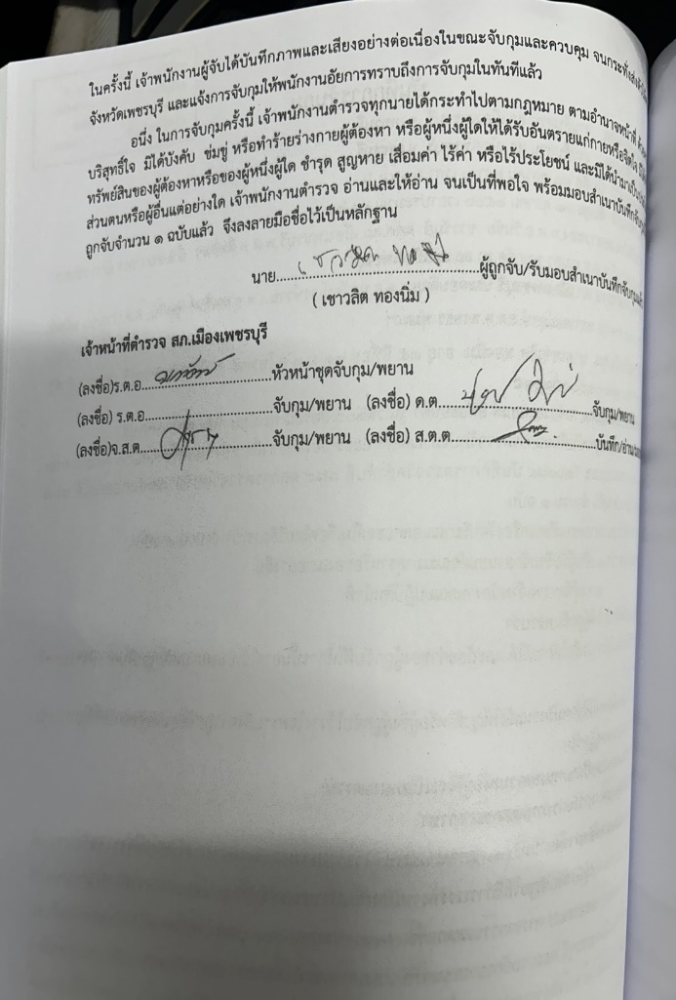 ในครั้งนี้ เจ้าพนักงานผู้จับได้บันทึกภาพและเสียงอย่างต่อเนื่องในขณะจับกุมและควบคุม จนกระทั่งส่ง
จังหวัดเพชรบุรี และแจ้งการจับกุมให้พนักงานอัยการทราบถึงการจับกุมในทันทีแล้ว
อนึ่ง ในการจับกุมครั้งนี้ เจ้าพนักงานตำรวจทุกนายได้กระทำไปตามกฎหมาย ตามอำนาจหน้าที่
บริสุทธิ์ใจ มิได้บังคับ ข่มขู่ หรือทำร้ายร่างกายผู้ต้องหา หรือผู้หนึ่งผู้ใดให้ได้รับอันตรายแก่กายหรือจิตใจ
ทรัพย์สินของผู้ต้องหาหรือของผู้หนึ่งผู้ใด ชำรุด สูญหาย เสื่อมค่า ไร้ค่า หรือไร้ประโยชน์ และมิได้นำมาเป็น
ส่วนตนหรือผู้อื่นแต่อย่างใด เจ้าพนักงานตำรวจ อ่านและให้อ่าน จนเป็นที่พอใจ พร้อมมอบสำเนาบันทึกจับกุม
ถูกจับจำนวน ๑ ฉบับแล้ว จึงลงลายมือชื่อไว้เป็นหลักฐาน
นาย เชาวลิต ทองนิ่ม ผู้ถูกจับ/รับมอบสำเนาบันทึกจับกุมแล้ว
( เชาวลิต ทองนิ่ม )
เจ้าหน้าที่ตำรวจ สภ.เมืองเพชรบุรี
(ลงชื่อ)ร.ต.อ. หัวหน้าชุดจับกุม/พยาน
(ลงชื่อ) ร.ต.อ. จับกุม/พยาน (ลงชื่อ) ด.ต. จับกุม/พยาน
(ลงชื่อ)จ.ส.ต. จับกุม/พยาน (ลงชื่อ) ส.ต.ต. บันทึก/อ่าน